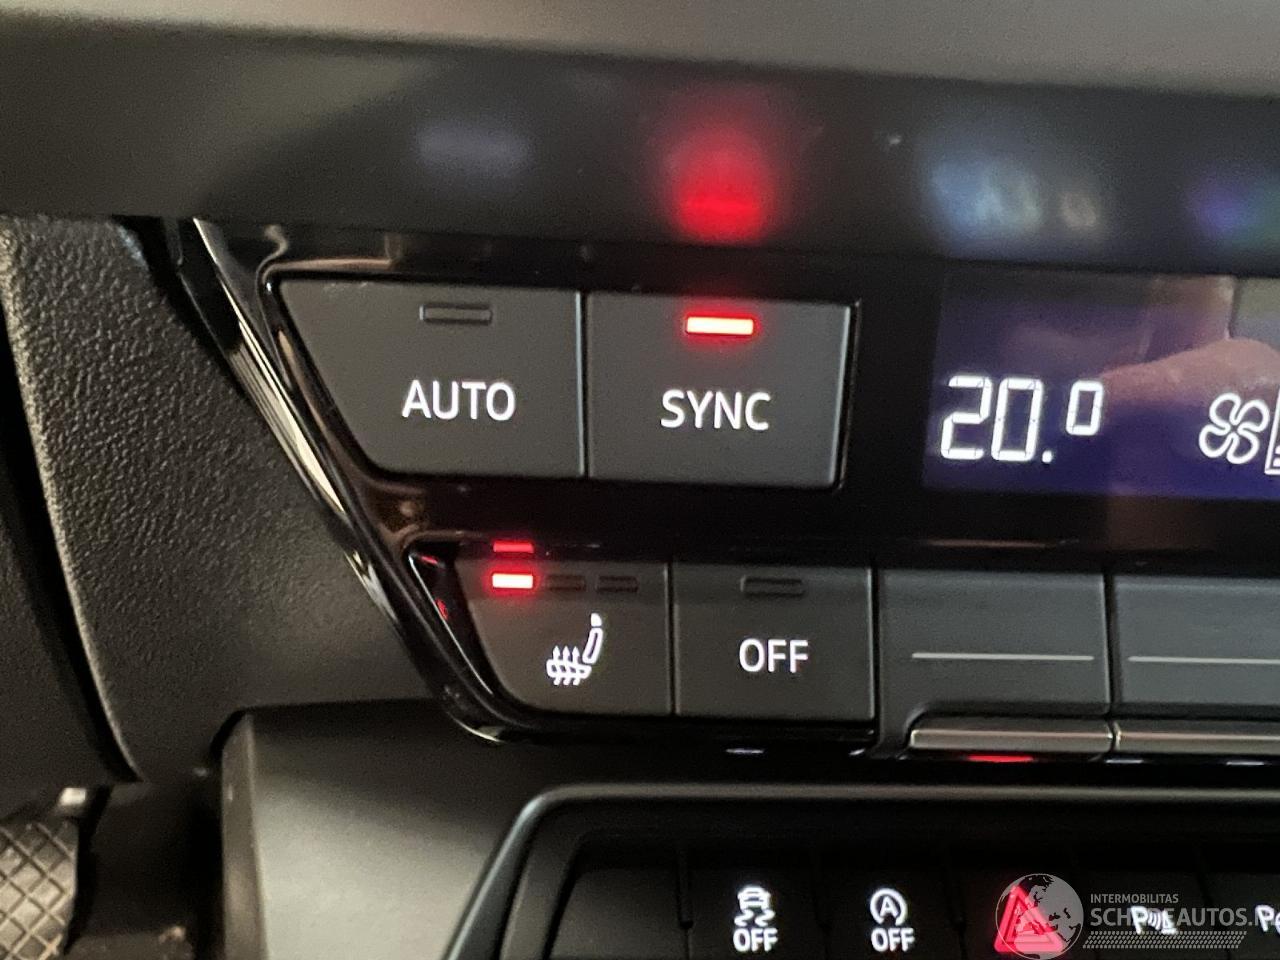 AUTO
SYNC
20.0
OFF
OFF
OFF
INTERMOBILITAS